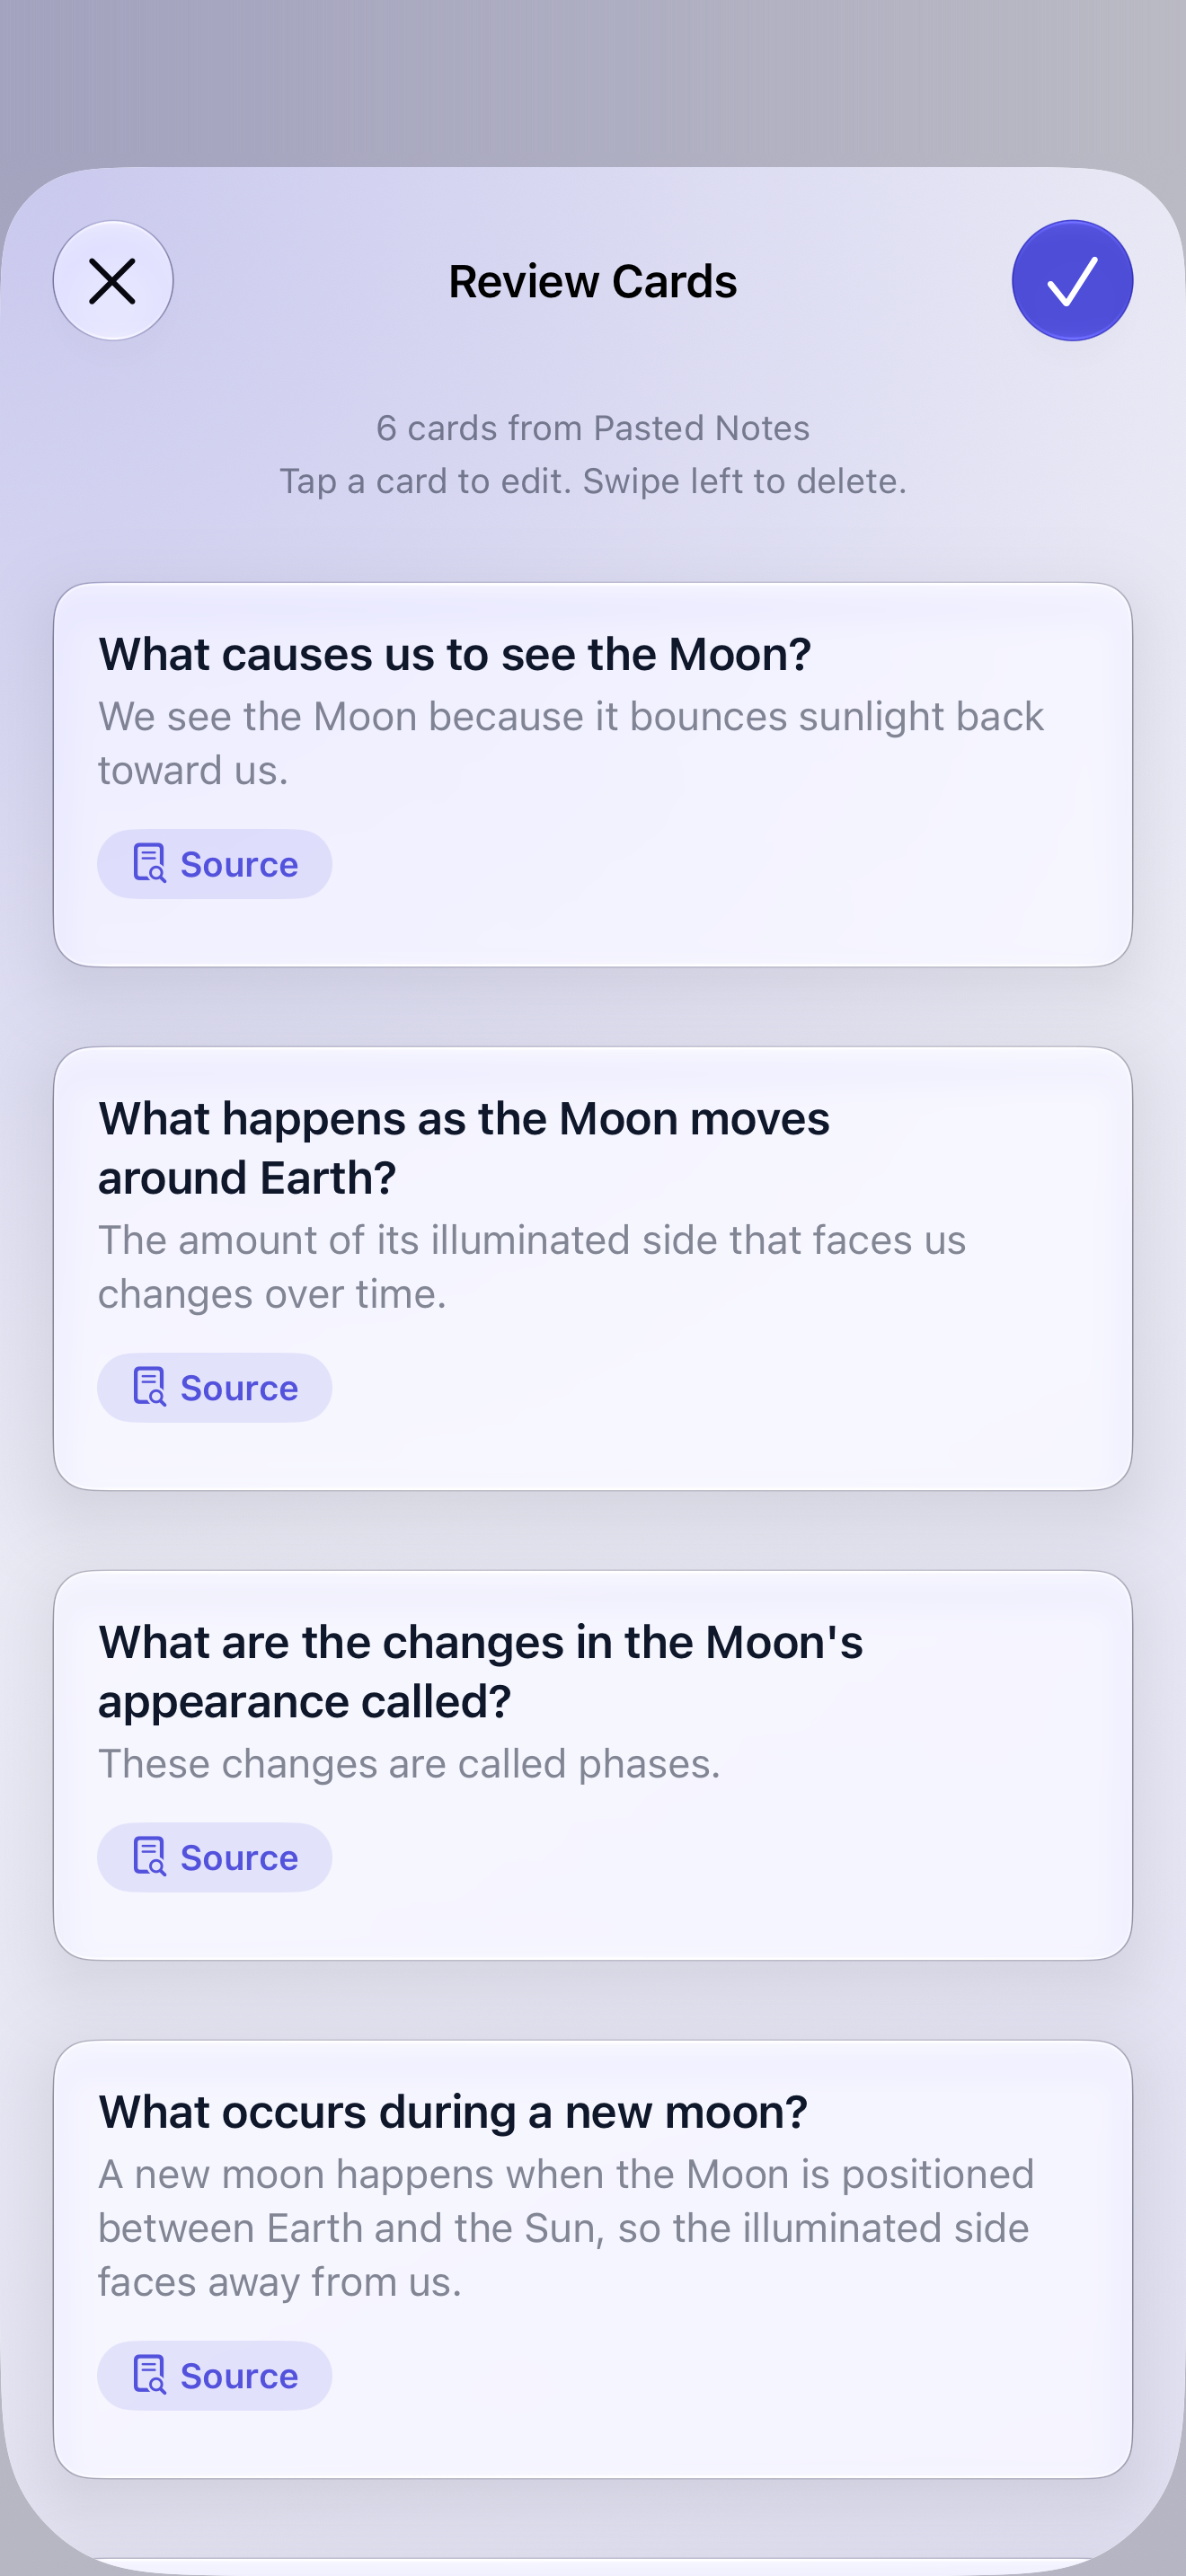 Review Cards
6 cards from Pasted Notes
Tap a card to edit. Swipe left to delete.
What causes us to see the Moon?
We see the Moon because it bounces sunlight back
toward us.
Source
What happens as the Moon moves
around Earth?
The amount of its illuminated side that faces us
changes over time.
Source
What are the changes in the Moon's
appearance called?
These changes are called phases.
Source
What occurs during a new moon?
A new moon happens when the Moon is positioned
between Earth and the Sun, so the illuminated side
faces away from us.
Source